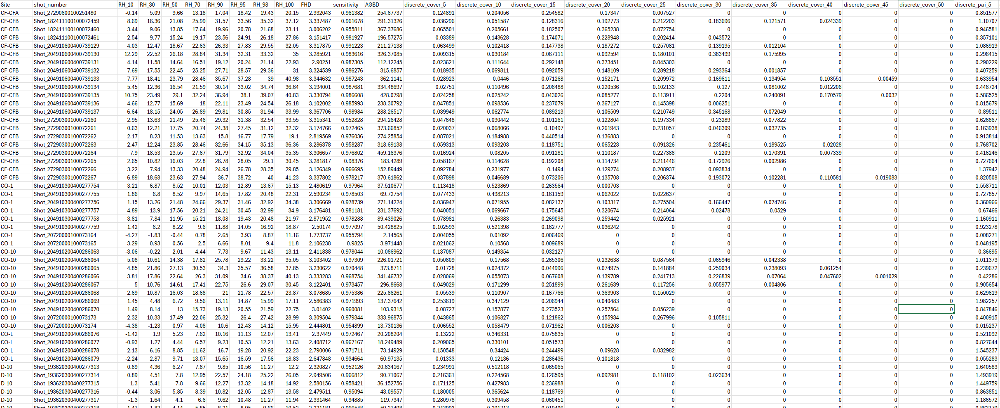 Site shot_number RH_10 RH_30 RH_50 RH_70 RH_90 RH_95 RH_98 RH_100 FHD sensitivity AGBD discrete_cover_5 discrete_cover_10 discrete_cover_15 discrete_cover_20 discrete_cover_25 discrete_cover_30 discrete_cover_35 discrete_cover_40 discrete_cover_45 discrete_cover_50 discrete_pai_5
CF-CFA Shot_27290600100251480 -0.14 5.09 9.66 13.18 17.04 18.42 19.43 20.15 2.932043 0.961382 254.67737 0.124891 0.204056 0.254582 0.17347 0.007527 0 0 0 0 0 0.851577
CF-CFB Shot_182411100100072459 8.69 16.36 21.08 25.99 31.57 33.56 35.32 37.12 3.337487 0.961678 291.31326 0.036296 0.051587 0.128316 0.192773 0.212203 0.183696 0.121571 0.024339 0 0 1.10707
CF-CFB Shot_182411100100072460 3.44 9.06 13.85 17.64 19.96 20.78 21.68 23.11 3.006202 0.955811 367.37686 0.065501 0.205661 0.182507 0.365238 0.072754 0 0 0 0 0 0.946581
CF-CFB Shot_182411100100072461 2.54 9.77 15.24 19.17 23.56 24.91 26.18 27.86 3.151417 0.981927 196.57275 0.03389 0.143628 0.174071 0.228948 0.202414 0.043572 0 0 0 0 0.357101
CF-CFB Shot_204910600400739129 4.03 12.47 18.67 22.63 26.33 27.83 29.55 32.05 3.317875 0.991223 211.27138 0.063499 0.102418 0.147738 0.187272 0.257081 0.139195 0.012104 0 0 0 1.086919
CF-CFB Shot_204910600400739130 12.29 22.52 26.18 28.84 31.34 32.31 33.32 35 3.285921 0.983616 326.37085 0.009315 0.030184 0.067111 0.092594 0.180101 0.383499 0.175995 0 0 0 0.296415
CF-CFB Shot_204910600400739131 4.14 11.58 14.64 16.51 19.12 20.24 21.14 22.93 2.90251 0.987305 112.12245 0.023621 0.111644 0.292148 0.373451 0.045303 0 0 0 0 0 0.290229
CF-CFB Shot_204910600400739132 7.69 17.55 22.45 25.25 27.71 28.57 29.36 31 3.324539 0.986276 315.6857 0.018935 0.069811 0.092059 0.148109 0.289218 0.293364 0.001857 0 0 0 0.407259
CF-CFB Shot_204910600400739133 7.77 18.41 23.79 28.46 35.67 37.28 39 40.98 3.344632 0.987243 362.1141 0.028923 0.0446 0.071268 0.152171 0.209972 0.169611 0.134954 0.103551 0.00459 0 0.633954
CF-CFB Shot_204910600400739134 5.45 12.36 16.54 21.59 30.14 33.02 34.74 36.64 3.194001 0.987681 334.48697 0.02751 0.110496 0.206488 0.220536 0.102133 0.127 0.081002 0.012206 0 0 0.446724
CF-CFB Shot_204910600400739135 10.75 23.49 29.1 32.24 36.94 38.1 39.07 40.83 3.330794 0.986608 428.0798 0.024258 0.025242 0.043026 0.085277 0.113911 0.2204 0.240091 0.170579 0.0032 0 0.586525
CF-CFB Shot_204910600400739136 4.66 12.77 15.69 18 22.11 23.49 24.54 26.18 3.102002 0.985993 238.30792 0.047851 0.098536 0.237079 0.367127 0.145398 0.006251 0 0 0 0 0.815679
CF-CFB Shot_204910600400739137 6.64 18.15 24.05 26.89 29.81 30.85 31.94 33.99 3.367706 0.98984 288.26517 0.039949 0.062774 0.089213 0.106509 0.210749 0.345168 0.072049 0 0 0 0.89511
CF-CFB Shot_27290300100072260 2.95 13.63 21.49 25.46 29.32 31.38 32.54 33.55 3.315341 0.952828 294.26428 0.047648 0.090442 0.101261 0.122804 0.197334 0.23289 0.077822 0 0 0 0.626867
CF-CFB Shot_27290300100072261 0.63 12.21 17.75 20.74 24.38 27.45 31.12 32.32 3.174766 0.972465 373.66852 0.020037 0.068066 0.10497 0.261943 0.231057 0.046309 0.032735 0 0 0 0.163938
CF-CFB Shot_27290300100072262 2.17 8.23 11.53 13.63 15.8 16.77 17.79 19.1 2.819569 0.976036 274.25854 0.087021 0.184988 0.440514 0.136883 0 0 0 0 0 0 0.913814
CF-CFB Shot_27290300100072263 2.47 12.24 23.85 28.46 32.66 34.15 35.13 36.36 3.286378 0.958287 318.69138 0.059313 0.093203 0.118751 0.065223 0.091326 0.235461 0.189525 0.02028 0 0 0.768702
CF-CFB Shot_27290300100072264 7.9 18.53 23.55 27.67 31.79 32.92 34.04 35.35 3.306657 0.976802 459.16376 0.016924 0.08205 0.091281 0.110187 0.227388 0.2209 0.170391 0.007339 0 0 0.416246
CF-CFB Shot_27290300100072265 2.65 10.82 16.03 22.8 26.78 28.05 29.1 30.45 3.281817 0.98376 183.4289 0.058167 0.114628 0.192208 0.114734 0.211446 0.172926 0.002986 0 0 0 0.727664
CF-CFB Shot_27290300100072266 3.22 7.94 13.33 20.48 24.94 26.78 28.35 29.85 3.126349 0.966695 152.89449 0.092784 0.231977 0.1494 0.129274 0.208937 0.093834 0 0 0 0 1.37942
CF-CFB Shot_27290300100072267 6.89 18.68 23.63 27.94 36.7 38.72 40 41.23 3.337802 0.978217 370.61862 0.037898 0.046689 0.073206 0.135708 0.206374 0.193072 0.102281 0.110581 0.019083 0 0.820508
CO-1 Shot_204910300400277754 3.21 6.87 8.52 10.01 12.03 12.89 13.67 15.13 2.480619 0.97964 37.510677 0.113418 0.523869 0.263564 0.000703 0 0 0 0 0 0 1.558711
CO-1 Shot_204910300400277755 1.86 6.8 8.52 9.97 14.65 17.82 20.48 22.31 2.590234 0.978503 69.72754 0.077433 0.498213 0.161159 0.062022 0.022637 0 0 0 0 0 0.727857
CO-1 Shot_204910300400277756 1.15 13.26 21.48 24.66 29.37 31.46 32.92 34.38 3.306669 0.978739 271.14224 0.036947 0.071955 0.082137 0.103317 0.275504 0.166447 0.074746 0 0 0 0.360966
CO-1 Shot_204910300400277757 4.89 13.9 17.56 20.21 24.21 30.45 32.99 34.9 3.176481 0.981181 231.37692 0.040051 0.069667 0.175645 0.320674 0.214064 0.02478 0.0529 0 0 0 0.67466
CO-1 Shot_204910300400277758 3.81 7.84 11.95 15.21 18.08 19.43 20.48 21.97 2.871952 0.978288 89.439026 0.078981 0.26383 0.269098 0.259442 0.025921 0 0 0 0 0 1.160911
CO-1 Shot_204910300400277759 1.42 6.2 8.22 9.6 11.88 14.05 16.92 18.87 2.50174 0.977097 50.428825 0.102593 0.521398 0.162777 0.036242 0 0 0 0 0 0 0.923278
CO-1 Shot_20720000100073164 -4.27 -1.83 -0.44 0.78 2.65 3.93 8.87 11.16 1.773737 0.955794 2.14565 0.004055 0.01092 0.006469 0 0 0 0 0 0 0 0.008271
CO-1 Shot_20720000100073165 -3.29 -0.93 0.56 2.5 6.66 8.01 9.4 11.8 2.106238 0.9825 3.971448 0.021062 0.10568 0.009689 0 0 0 0 0 0 0 0.048195
CO-10 Shot_204910200400286063 -3.06 -0.22 2.01 4.44 7.73 9.67 11.43 13.11 2.411838 0.978044 10.086962 0.137087 0.149354 0.032127 0 0 0 0 0 0 0 0.36695
CO-10 Shot_204910200400286064 5.08 10.61 14.38 17.82 25.78 29.22 33.22 35.05 3.103402 0.97309 226.01721 0.050809 0.17568 0.265306 0.232638 0.087564 0.065946 0.042338 0 0 0 1.011373
CO-10 Shot_204910200400286065 4.85 21.86 27.13 30.53 34.3 35.57 36.58 37.85 3.230622 0.970448 373.8711 0.01728 0.024372 0.044996 0.074975 0.141884 0.259034 0.238093 0.061254 0 0 0.239672
CO-10 Shot_204910200400286066 3.81 17.86 22.64 26.3 31.09 34.6 38.37 40.13 3.333283 0.968754 341.46732 0.028069 0.055073 0.067608 0.139789 0.241713 0.226839 0.07064 0.047602 0.001029 0 0.42286
CO-10 Shot_204910200400286067 5 10.76 14.61 17.41 22.75 26.6 29.07 30.45 3.122401 0.973457 296.8668 0.049029 0.171299 0.251899 0.261639 0.117256 0.055977 0.004806 0 0 0 0.905654
CO-10 Shot_204910200400286068 2.69 10.87 16.03 18.68 21 21.78 22.57 23.87 3.078685 0.975386 225.86261 0.05539 0.110907 0.167766 0.363903 0.150029 0 0 0 0 0 0.629619
CO-10 Shot_204910200400286069 1.45 4.48 6.72 9.56 13.11 14.87 15.99 17.11 2.586383 0.971993 137.37642 0.253619 0.347129 0.206944 0.040483 0 0 0 0 0 0 1.982257
CO-10 Shot_204910200400286070 1.49 8.14 13 15.73 19.13 20.55 21.59 22.75 3.01402 0.960081 103.9315 0.08727 0.157877 0.273523 0.257564 0.056239 0 0 0 0 0 0.847846
CO-10 Shot_20720000100073173 2.32 10.33 17.49 22.06 25.32 26.4 27.42 28.99 3.309504 0.979344 333.96875 0.043865 0.106827 0.121862 0.155934 0.267996 0.105811 0 0 0 0 0.400915
CO-10 Shot_20720000100073174 -4.38 -1.23 0.97 4.08 10.6 12.43 14.12 15.95 2.444801 0.954899 13.730136 0.006552 0.058479 0.071962 0.006203 0 0 0 0 0 0 0.015237
CO-L Shot_204910200400286076 -1.42 1.9 5.23 7.62 10.16 11.13 12.07 13.41 2.37449 0.972467 20.208204 0.13222 0.346331 0.075835 0 0 0 0 0 0 0 0.521092
CO-L Shot_204910200400286077 -0.93 1.27 4.44 6.57 9.23 10.53 12.21 13.63 2.408712 0.967167 18.249489 0.209065 0.330101 0.051573 0 0 0 0 0 0 0 0.827644
CO-L Shot_204910200400286078 2.13 6.16 8.85 11.62 16.7 19.28 20.92 22.23 2.790006 0.971711 73.14929 0.150548 0.34424 0.244499 0.09628 0.032982 0 0 0 0 0 1.545237
CO-L Shot_204910200400286079 -2.24 2.87 9.71 13.07 15.65 16.59 17.56 18.83 2.647848 0.934664 60.97135 0.01333 0.12136 0.286436 0.101818 0 0 0 0 0 0 0.055283
D-10 Shot_193620300400277313 0.89 4.36 6.27 7.87 9.85 10.56 11.27 12.2 2.320827 0.952126 20.634167 0.234991 0.512118 0.065065 0 0 0 0 0 0 0 1.640583
D-10 Shot_193620300400277314 0.89 4.51 7.8 12.95 22.57 24.18 25.22 26.05 2.949506 0.966812 90.71067 0.216361 0.224568 0.126595 0.092981 0.118102 0.023634 0 0 0 0 1.493919
D-10 Shot_193620300400277315 1.3 5.41 7.8 9.66 12.27 13.32 14.18 14.92 2.580156 0.958421 36.152756 0.171125 0.427983 0.236988 0 0 0 0 0 0 0 1.449759
D-10 Shot_193620300400277316 -0.44 3.06 5.85 8.39 10.82 12.05 12.87 13.58 2.479511 0.95094 43.09557 0.180005 0.365624 0.118769 0 0 0 0 0 0 0 0.863851
D-10 Shot_193620300400277317 -1.3 1.64 4.1 6.6 9.62 10.48 11.27 11.94 2.331464 0.94885 119.7347 0.280978 0.309458 0.060451 0 0 0 0 0 0 0 1.186572